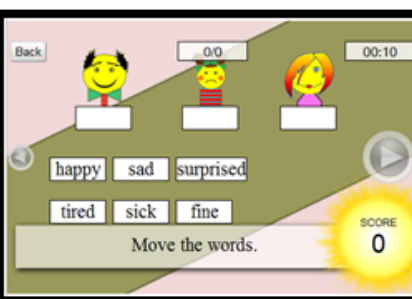 Back 0/0 00:10
happy sad surprised
tired sick fine
Move the words.
SCORE
0